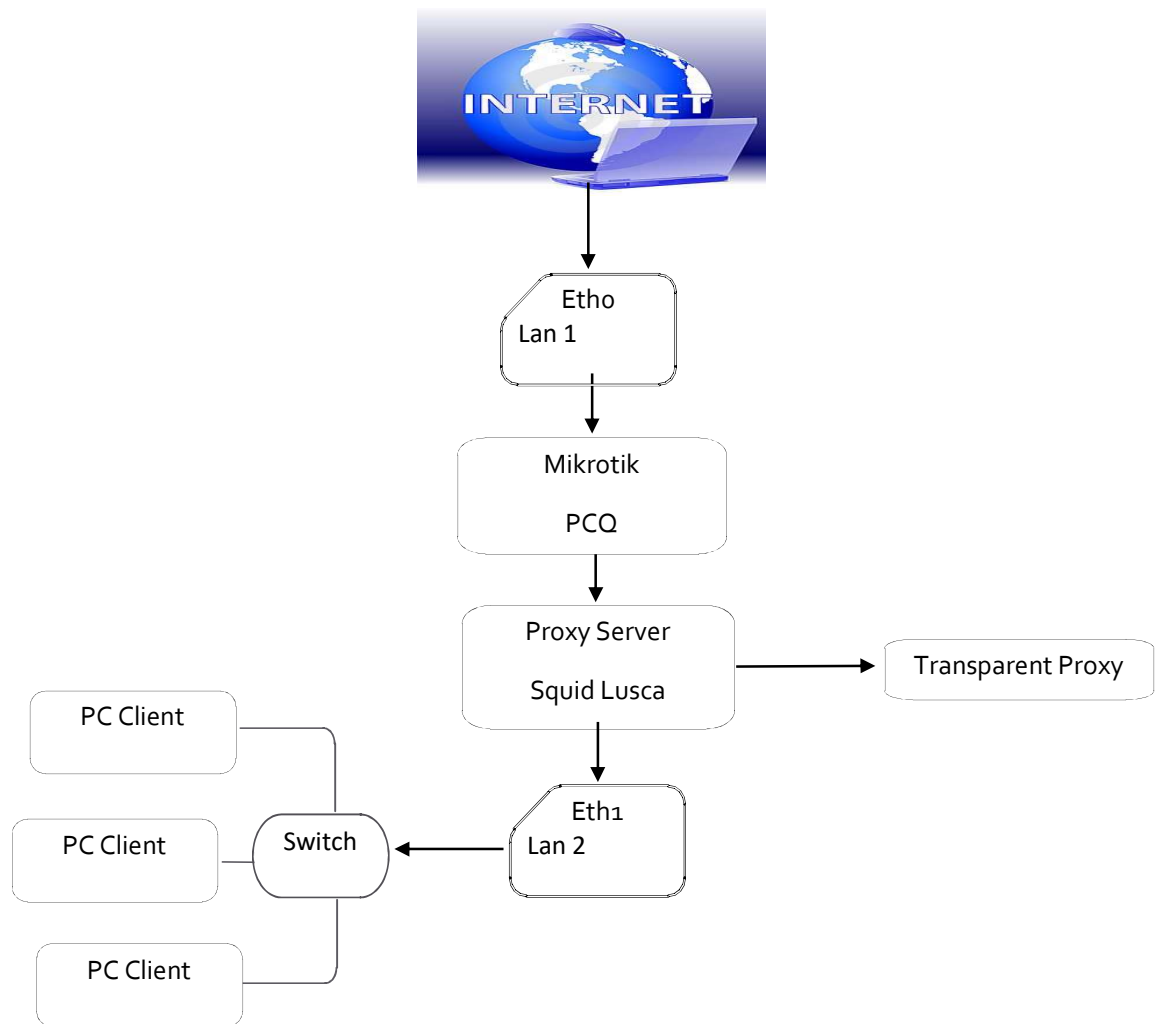 INTERNET
Eth0
Lan 1
Mikrotik
PCQ
Proxy Server
Squid Lusca
Transparent Proxy
Eth1
Lan 2
Switch
PC Client
PC Client
PC Client